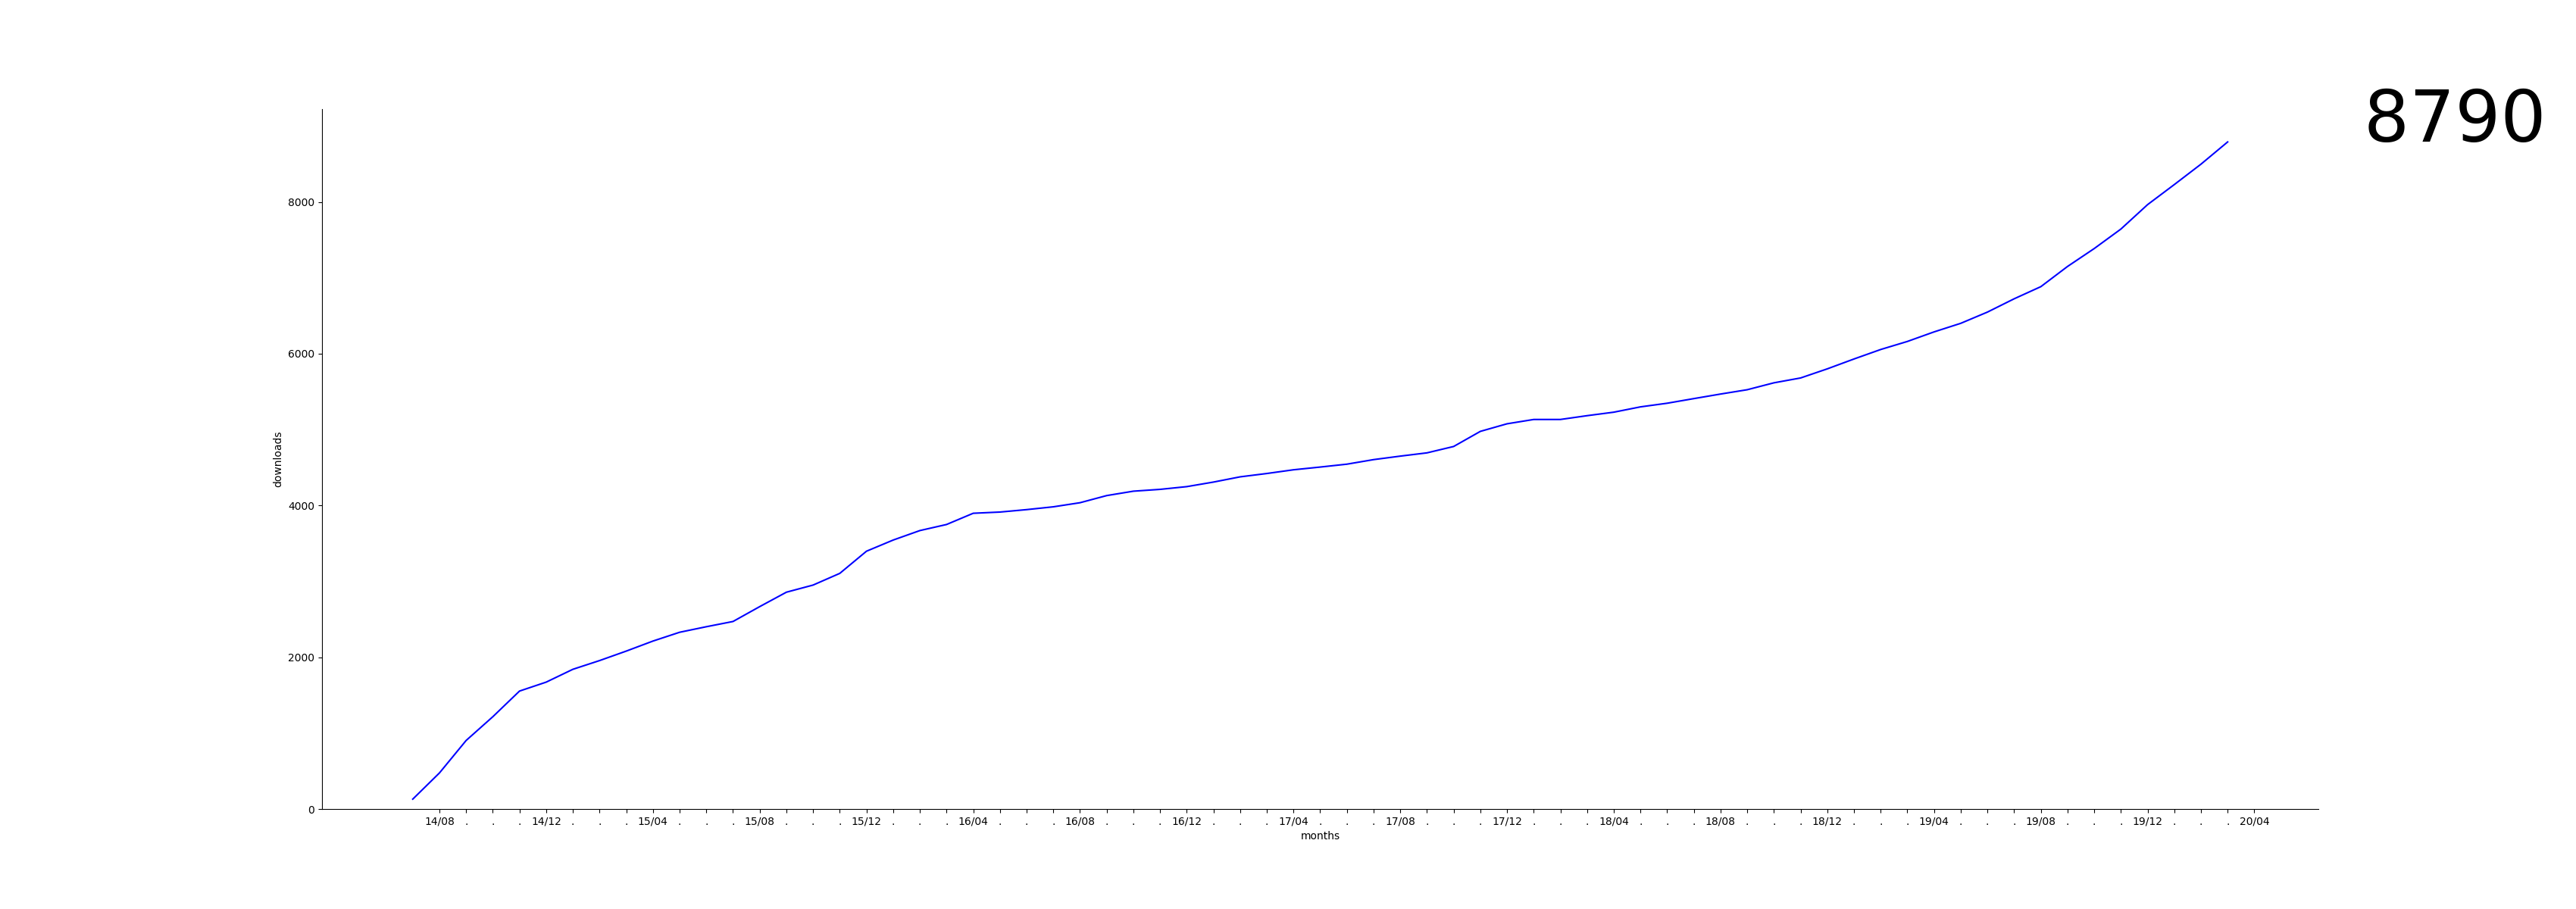 8790
8000
6000
4000
2000
0
downloads
14/08 . . . 14/12 . . . 15/04 . . . 15/08 . . . 15/12 . . . 16/04 . . . 16/08 . . . 16/12 . . . 17/04 . . . 17/08 . . . 17/12 . . . 18/04 . . . 18/08 . . . 18/12 . . . 19/04 . . . 19/08 . . . 19/12 . . . 20/04
months